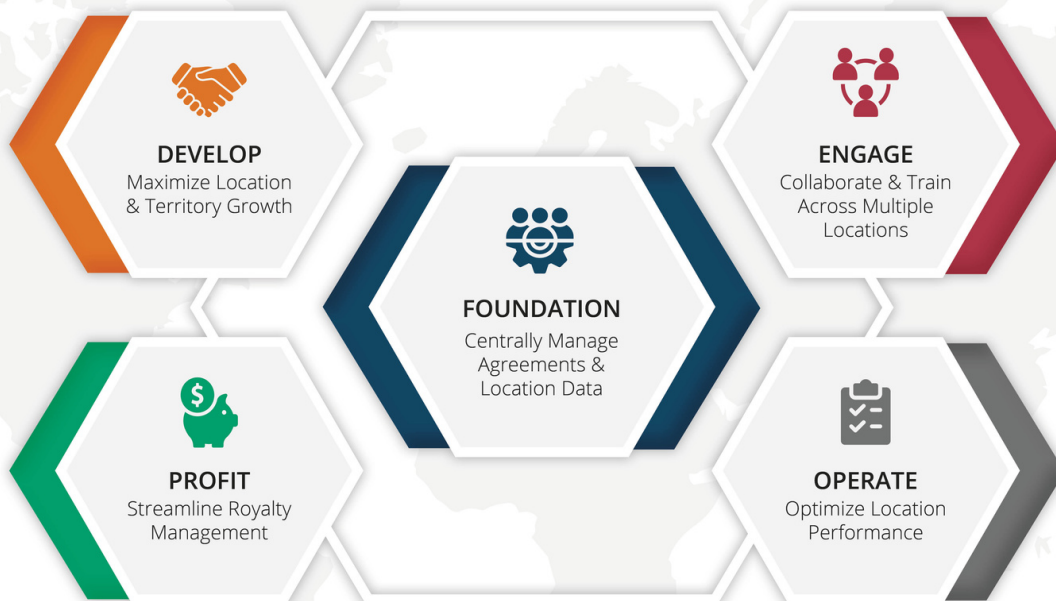 DEVELOP
Maximize Location
& Territory Growth
ENGAGE
Collaborate & Train
Across Multiple
Locations
FOUNDATION
Centrally Manage
Agreements &
Location Data
$
PROFIT
Streamline Royalty
Management
OPERATE
Optimize Location
Performance